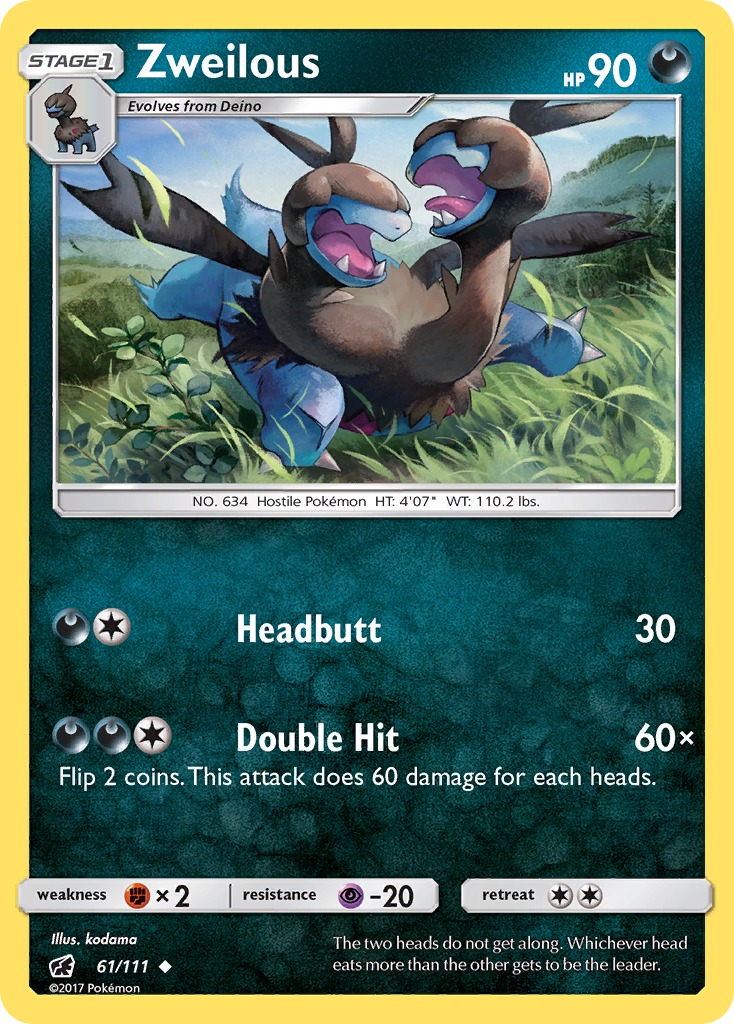 STAGE1
Zweilous
HP 90
Evolves from Deino
NO. 634 Hostile Pokémon HT: 4'07" WT: 110.2 lbs.
Headbutt 30
Double Hit 60×
Flip 2 coins. This attack does 60 damage for each heads.
weakness × 2 resistance -20 retreat
Illus. kodama
The two heads do not get along. Whichever head
eats more than the other gets to be the leader.
61/111
©2017 Pokémon